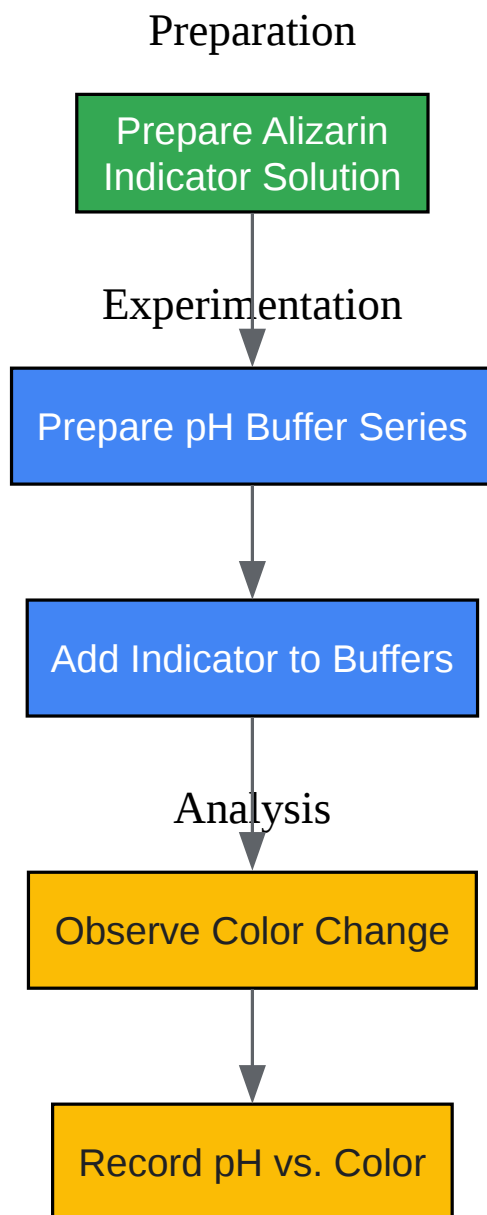 Preparation
Prepare Alizarin
Indicator Solution
Experimentation
Prepare pH Buffer Series
Add Indicator to Buffers
Analysis
Observe Color Change
Record pH vs. Color